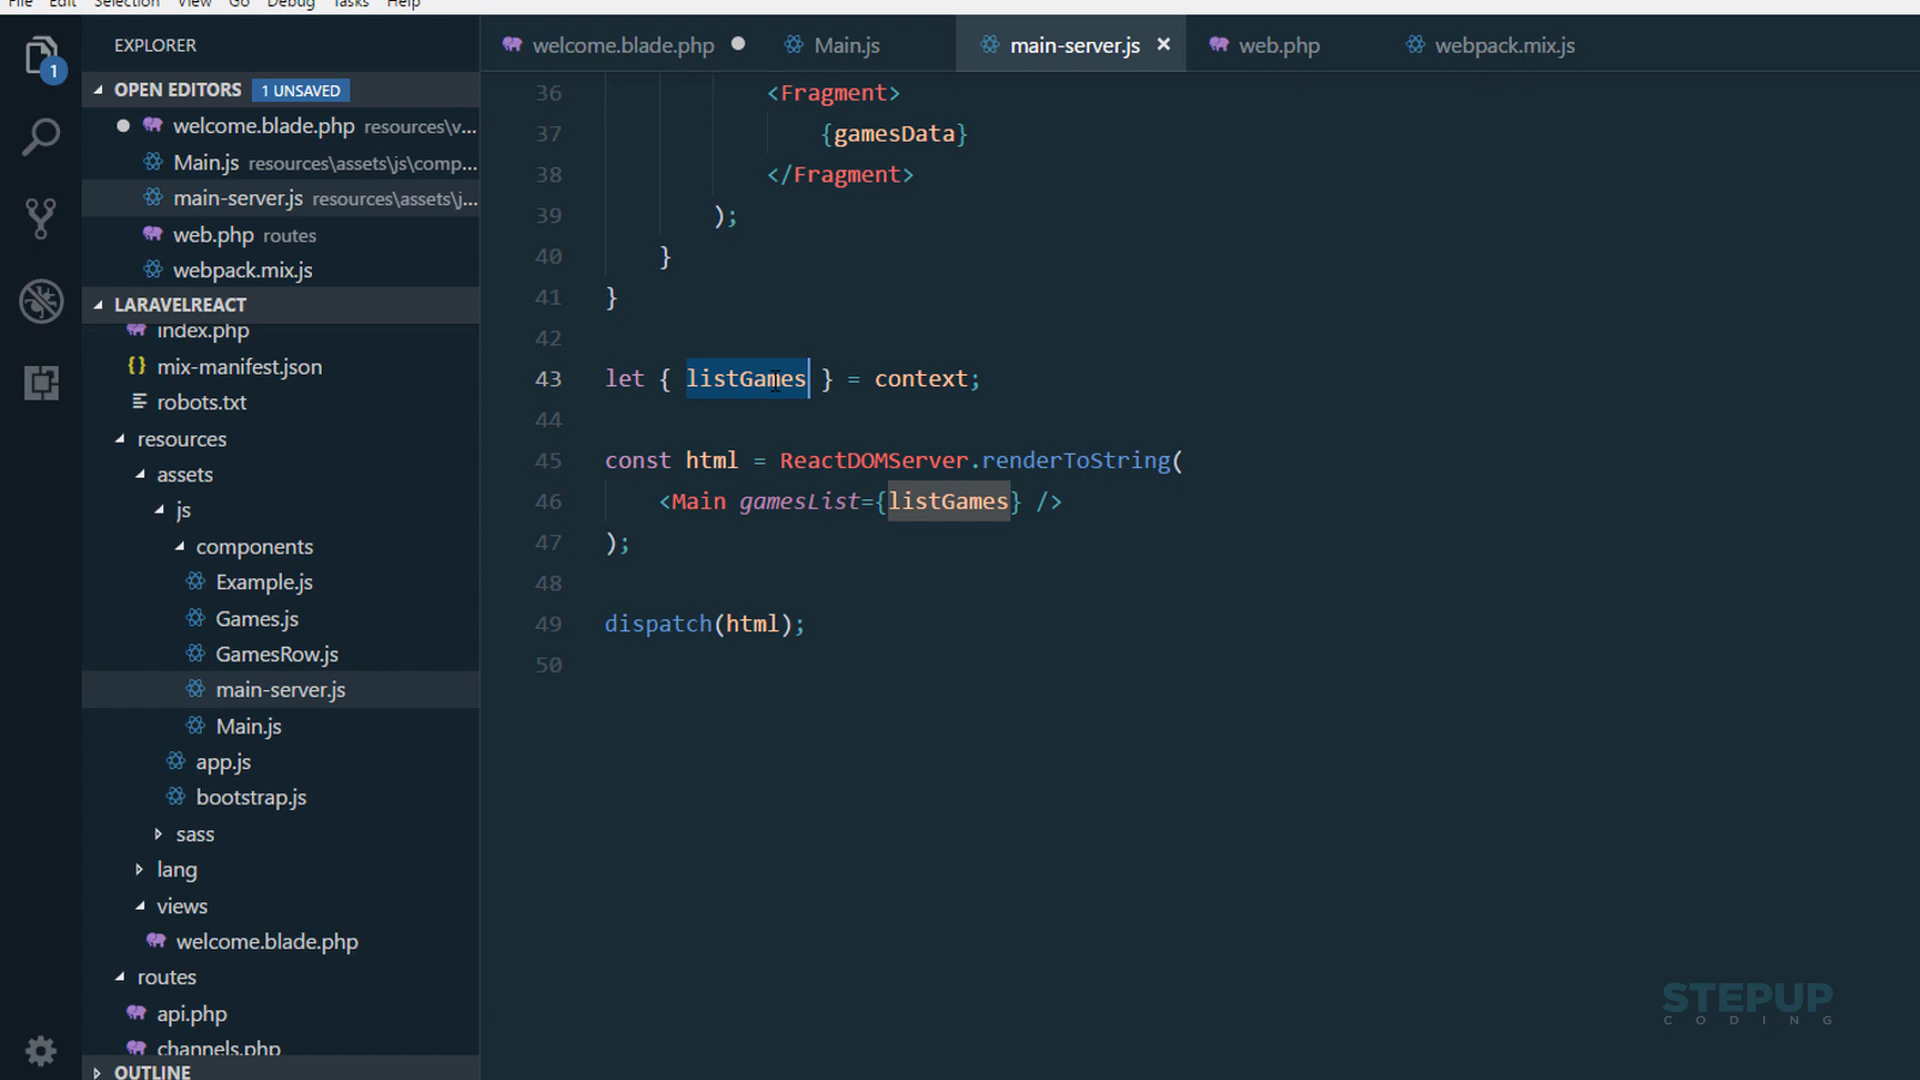 File Edit Selection View Go Debug Tasks Help
EXPLORER
welcome.blade.php Main.js main-server.js × web.php webpack.mix.js
1
OPEN EDITORS 1 UNSAVED
welcome.blade.php resources\v...
Main.js resources\assets\js\comp...
main-server.js resources\assets\j...
web.php routes
webpack.mix.js
LARAVELREACT
index.php
{} mix-manifest.json
robots.txt
resources
assets
js
components
Example.js
Games.js
GamesRow.js
main-server.js
Main.js
app.js
bootstrap.js
sass
lang
views
welcome.blade.php
routes
api.php
channels.php
OUTLINE
36 <Fragment>
37 {gamesData}
38 </Fragment>
39 );
40 }
41 }
42
43 let { listGames } = context;
44
45 const html = ReactDOMServer.renderToString(
46 <Main gamesList={listGames} />
47 );
48
49 dispatch(html);
50
STEPUP
CODING